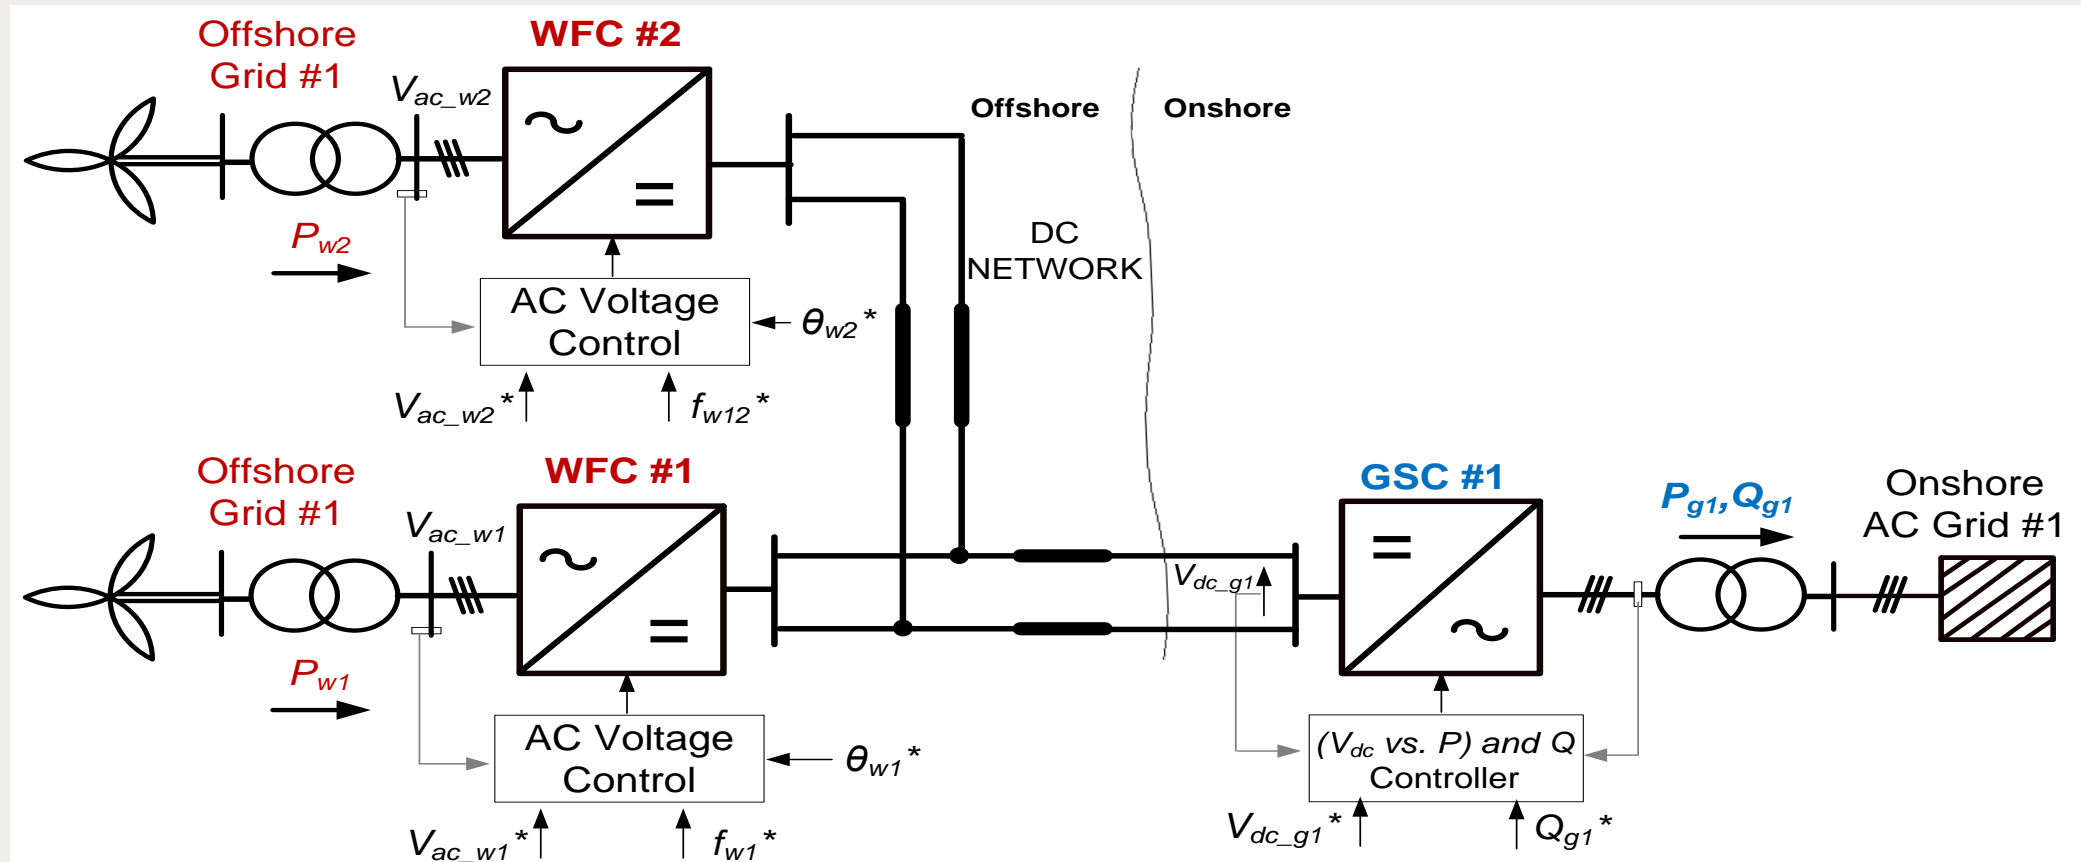 Offshore
Grid #1
WFC #2
V_ac_w2
Offshore
Onshore
P_w2
DC
NETWORK
AC Voltage
Control
θ_w2*
V_ac_w2*
f_w12*
Offshore
Grid #1
WFC #1
V_ac_w1
GSC #1
P_g1,Q_g1
Onshore
AC Grid #1
V_dc_g1
P_w1
AC Voltage
Control
θ_w1*
(V_dc vs. P) and Q
Controller
V_ac_w1*
f_w1*
V_dc_g1*
Q_g1*